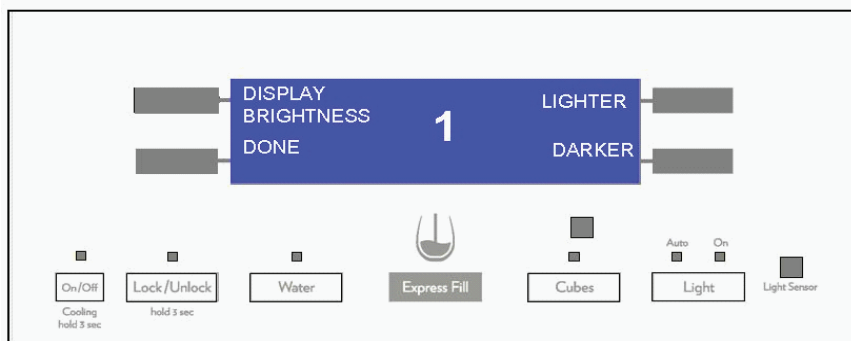 DISPLAY
BRIGHTNESS
1
LIGHTER
DONE
DARKER
Auto
On
On/Off
Lock/Unlock
Water
Express Fill
Cubes
Light
Light Sensor
Cooling
hold 3 sec
hold 3 sec